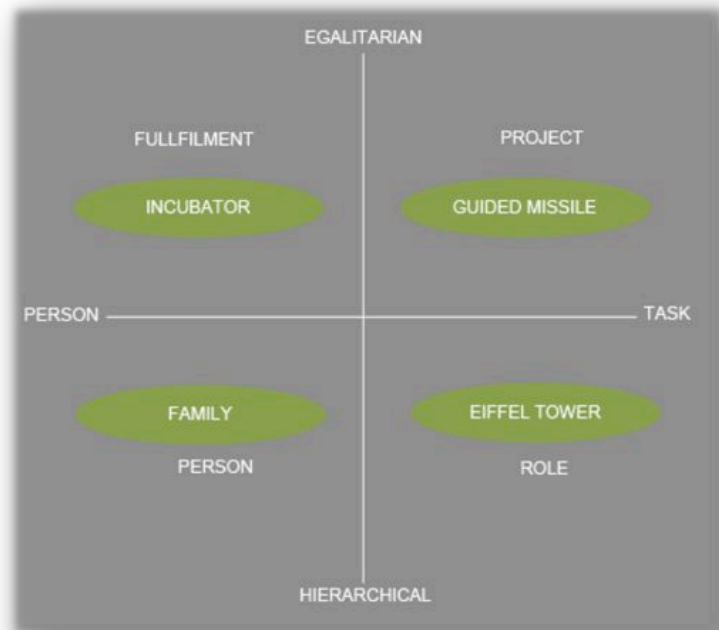 EGALITARIAN
FULLFILMENT
PROJECT
INCUBATOR
GUIDED MISSILE
PERSON
TASK
FAMILY
EIFFEL TOWER
PERSON
ROLE
HIERARCHICAL